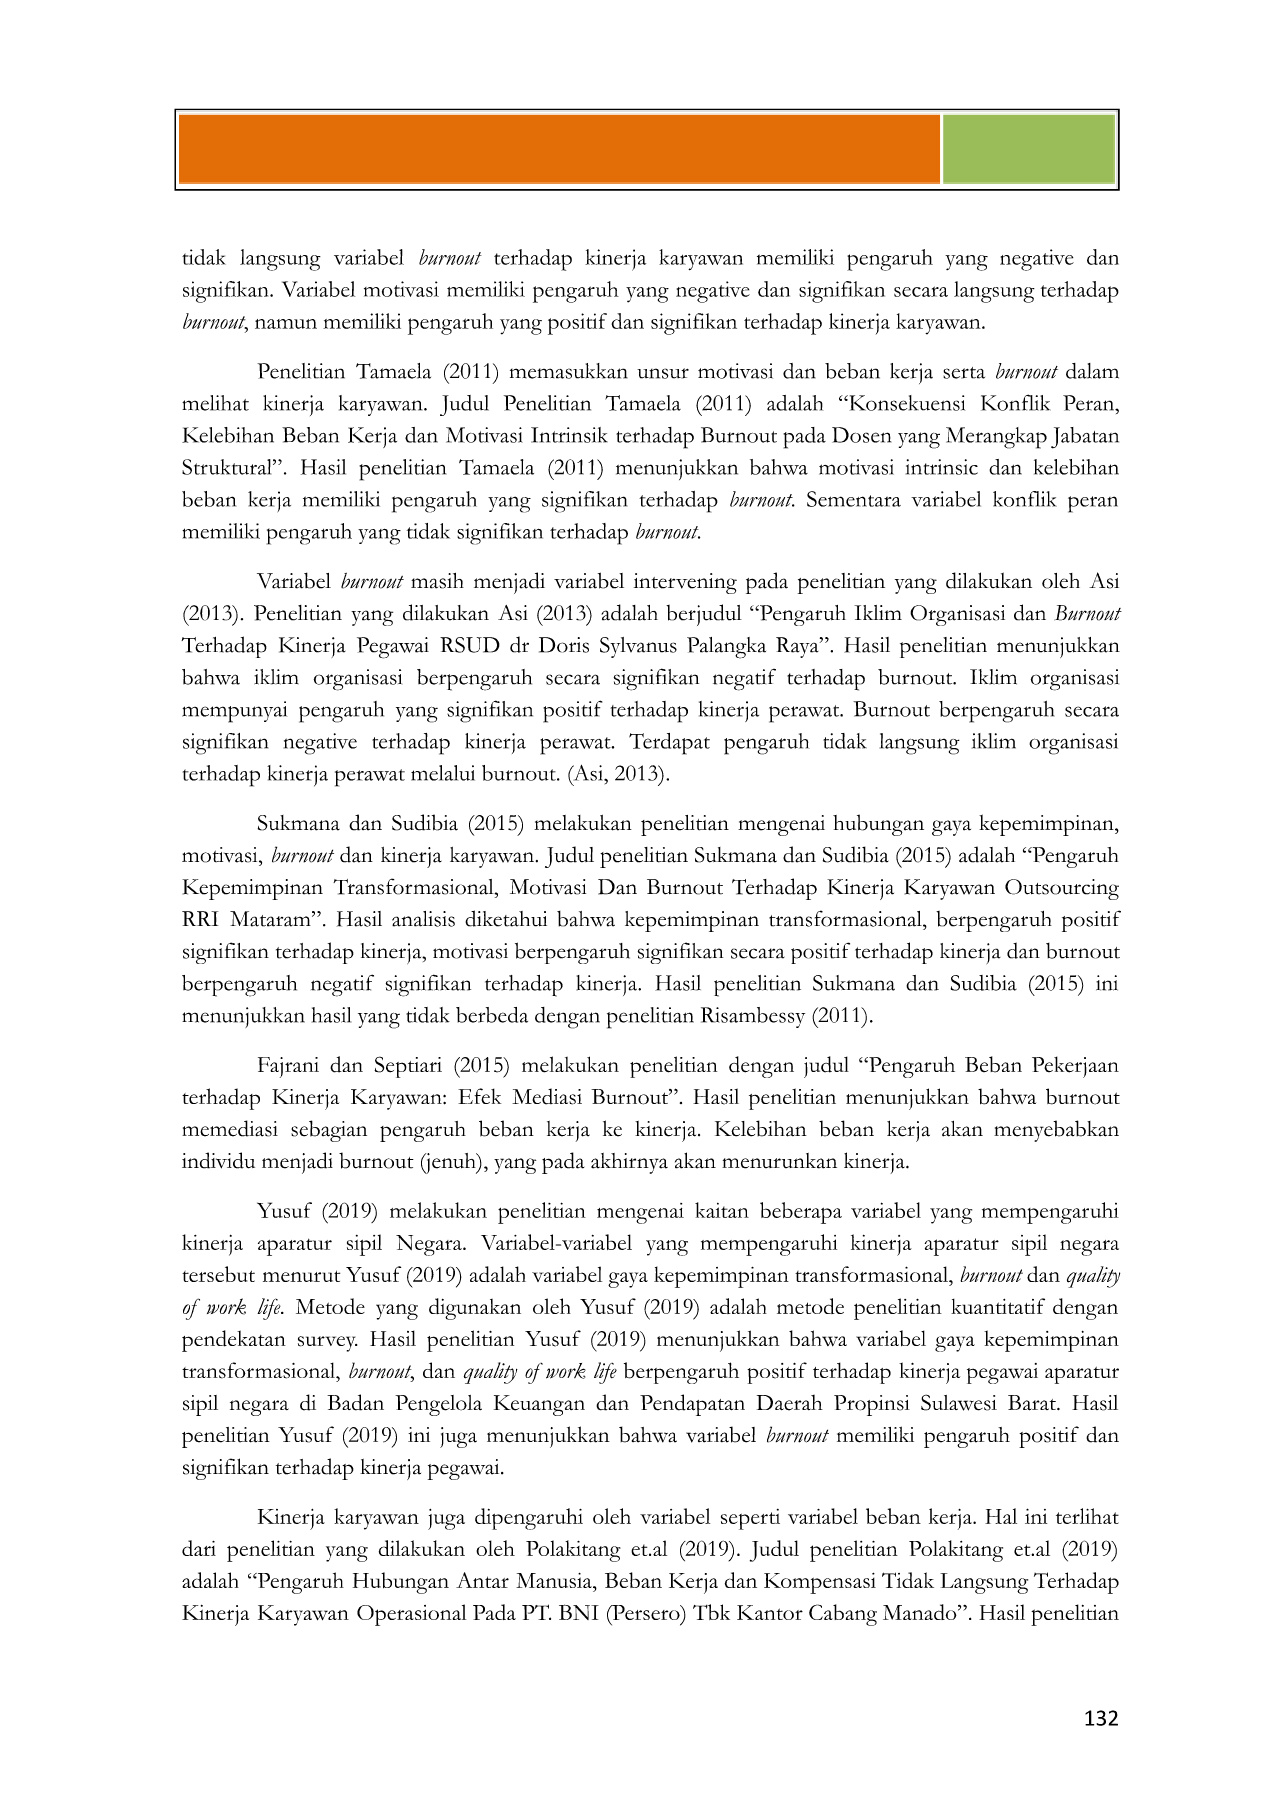 tidak langsung variabel burnout terhadap kinerja karyawan memiliki pengaruh yang negative dan
signifikan. Variabel motivasi memiliki pengaruh yang negative dan signifikan secara langsung terhadap
burnout, namun memiliki pengaruh yang positif dan signifikan terhadap kinerja karyawan.
Penelitian Tamaela (2011) memasukkan unsur motivasi dan beban kerja serta burnout dalam
melihat kinerja karyawan. Judul Penelitian Tamaela (2011) adalah “Konsekuensi Konflik Peran,
Kelebihan Beban Kerja dan Motivasi Intrinsik terhadap Burnout pada Dosen yang Merangkap Jabatan
Struktural”. Hasil penelitian Tamaela (2011) menunjukkan bahwa motivasi intrinsic dan kelebihan
beban kerja memiliki pengaruh yang signifikan terhadap burnout. Sementara variabel konflik peran
memiliki pengaruh yang tidak signifikan terhadap burnout.
Variabel burnout masih menjadi variabel intervening pada penelitian yang dilakukan oleh Asi
(2013). Penelitian yang dilakukan Asi (2013) adalah berjudul “Pengaruh Iklim Organisasi dan Burnout
Terhadap Kinerja Pegawai RSUD dr Doris Sylvanus Palangka Raya”. Hasil penelitian menunjukkan
bahwa iklim organisasi berpengaruh secara signifikan negatif terhadap burnout. Iklim organisasi
mempunyai pengaruh yang signifikan positif terhadap kinerja perawat. Burnout berpengaruh secara
signifikan negative terhadap kinerja perawat. Terdapat pengaruh tidak langsung iklim organisasi
terhadap kinerja perawat melalui burnout. (Asi, 2013).
Sukmana dan Sudibia (2015) melakukan penelitian mengenai hubungan gaya kepemimpinan,
motivasi, burnout dan kinerja karyawan. Judul penelitian Sukmana dan Sudibia (2015) adalah “Pengaruh
Kepemimpinan Transformasional, Motivasi Dan Burnout Terhadap Kinerja Karyawan Outsourcing
RRI Mataram”. Hasil analisis diketahui bahwa kepemimpinan transformasional, berpengaruh positif
signifikan terhadap kinerja, motivasi berpengaruh signifikan secara positif terhadap kinerja dan burnout
berpengaruh negatif signifikan terhadap kinerja. Hasil penelitian Sukmana dan Sudibia (2015) ini
menunjukkan hasil yang tidak berbeda dengan penelitian Risambessy (2011).
Fajrani dan Septiari (2015) melakukan penelitian dengan judul “Pengaruh Beban Pekerjaan
terhadap Kinerja Karyawan: Efek Mediasi Burnout”. Hasil penelitian menunjukkan bahwa burnout
memediasi sebagian pengaruh beban kerja ke kinerja. Kelebihan beban kerja akan menyebabkan
individu menjadi burnout (jenuh), yang pada akhirnya akan menurunkan kinerja.
Yusuf (2019) melakukan penelitian mengenai kaitan beberapa variabel yang mempengaruhi
kinerja aparatur sipil Negara. Variabel-variabel yang mempengaruhi kinerja aparatur sipil negara
tersebut menurut Yusuf (2019) adalah variabel gaya kepemimpinan transformasional, burnout dan quality
of work life. Metode yang digunakan oleh Yusuf (2019) adalah metode penelitian kuantitatif dengan
pendekatan survey. Hasil penelitian Yusuf (2019) menunjukkan bahwa variabel gaya kepemimpinan
transformasional, burnout, dan quality of work life berpengaruh positif terhadap kinerja pegawai aparatur
sipil negara di Badan Pengelola Keuangan dan Pendapatan Daerah Propinsi Sulawesi Barat. Hasil
penelitian Yusuf (2019) ini juga menunjukkan bahwa variabel burnout memiliki pengaruh positif dan
signifikan terhadap kinerja pegawai.
Kinerja karyawan juga dipengaruhi oleh variabel seperti variabel beban kerja. Hal ini terlihat
dari penelitian yang dilakukan oleh Polakitang et.al (2019). Judul penelitian Polakitang et.al (2019)
adalah “Pengaruh Hubungan Antar Manusia, Beban Kerja dan Kompensasi Tidak Langsung Terhadap
Kinerja Karyawan Operasional Pada PT. BNI (Persero) Tbk Kantor Cabang Manado”. Hasil penelitian
132